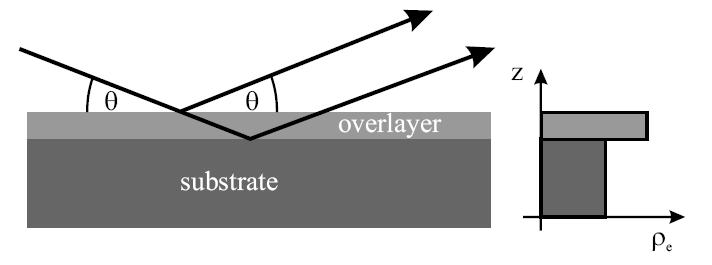 θ
θ
overlayer
substrate
z
ρe